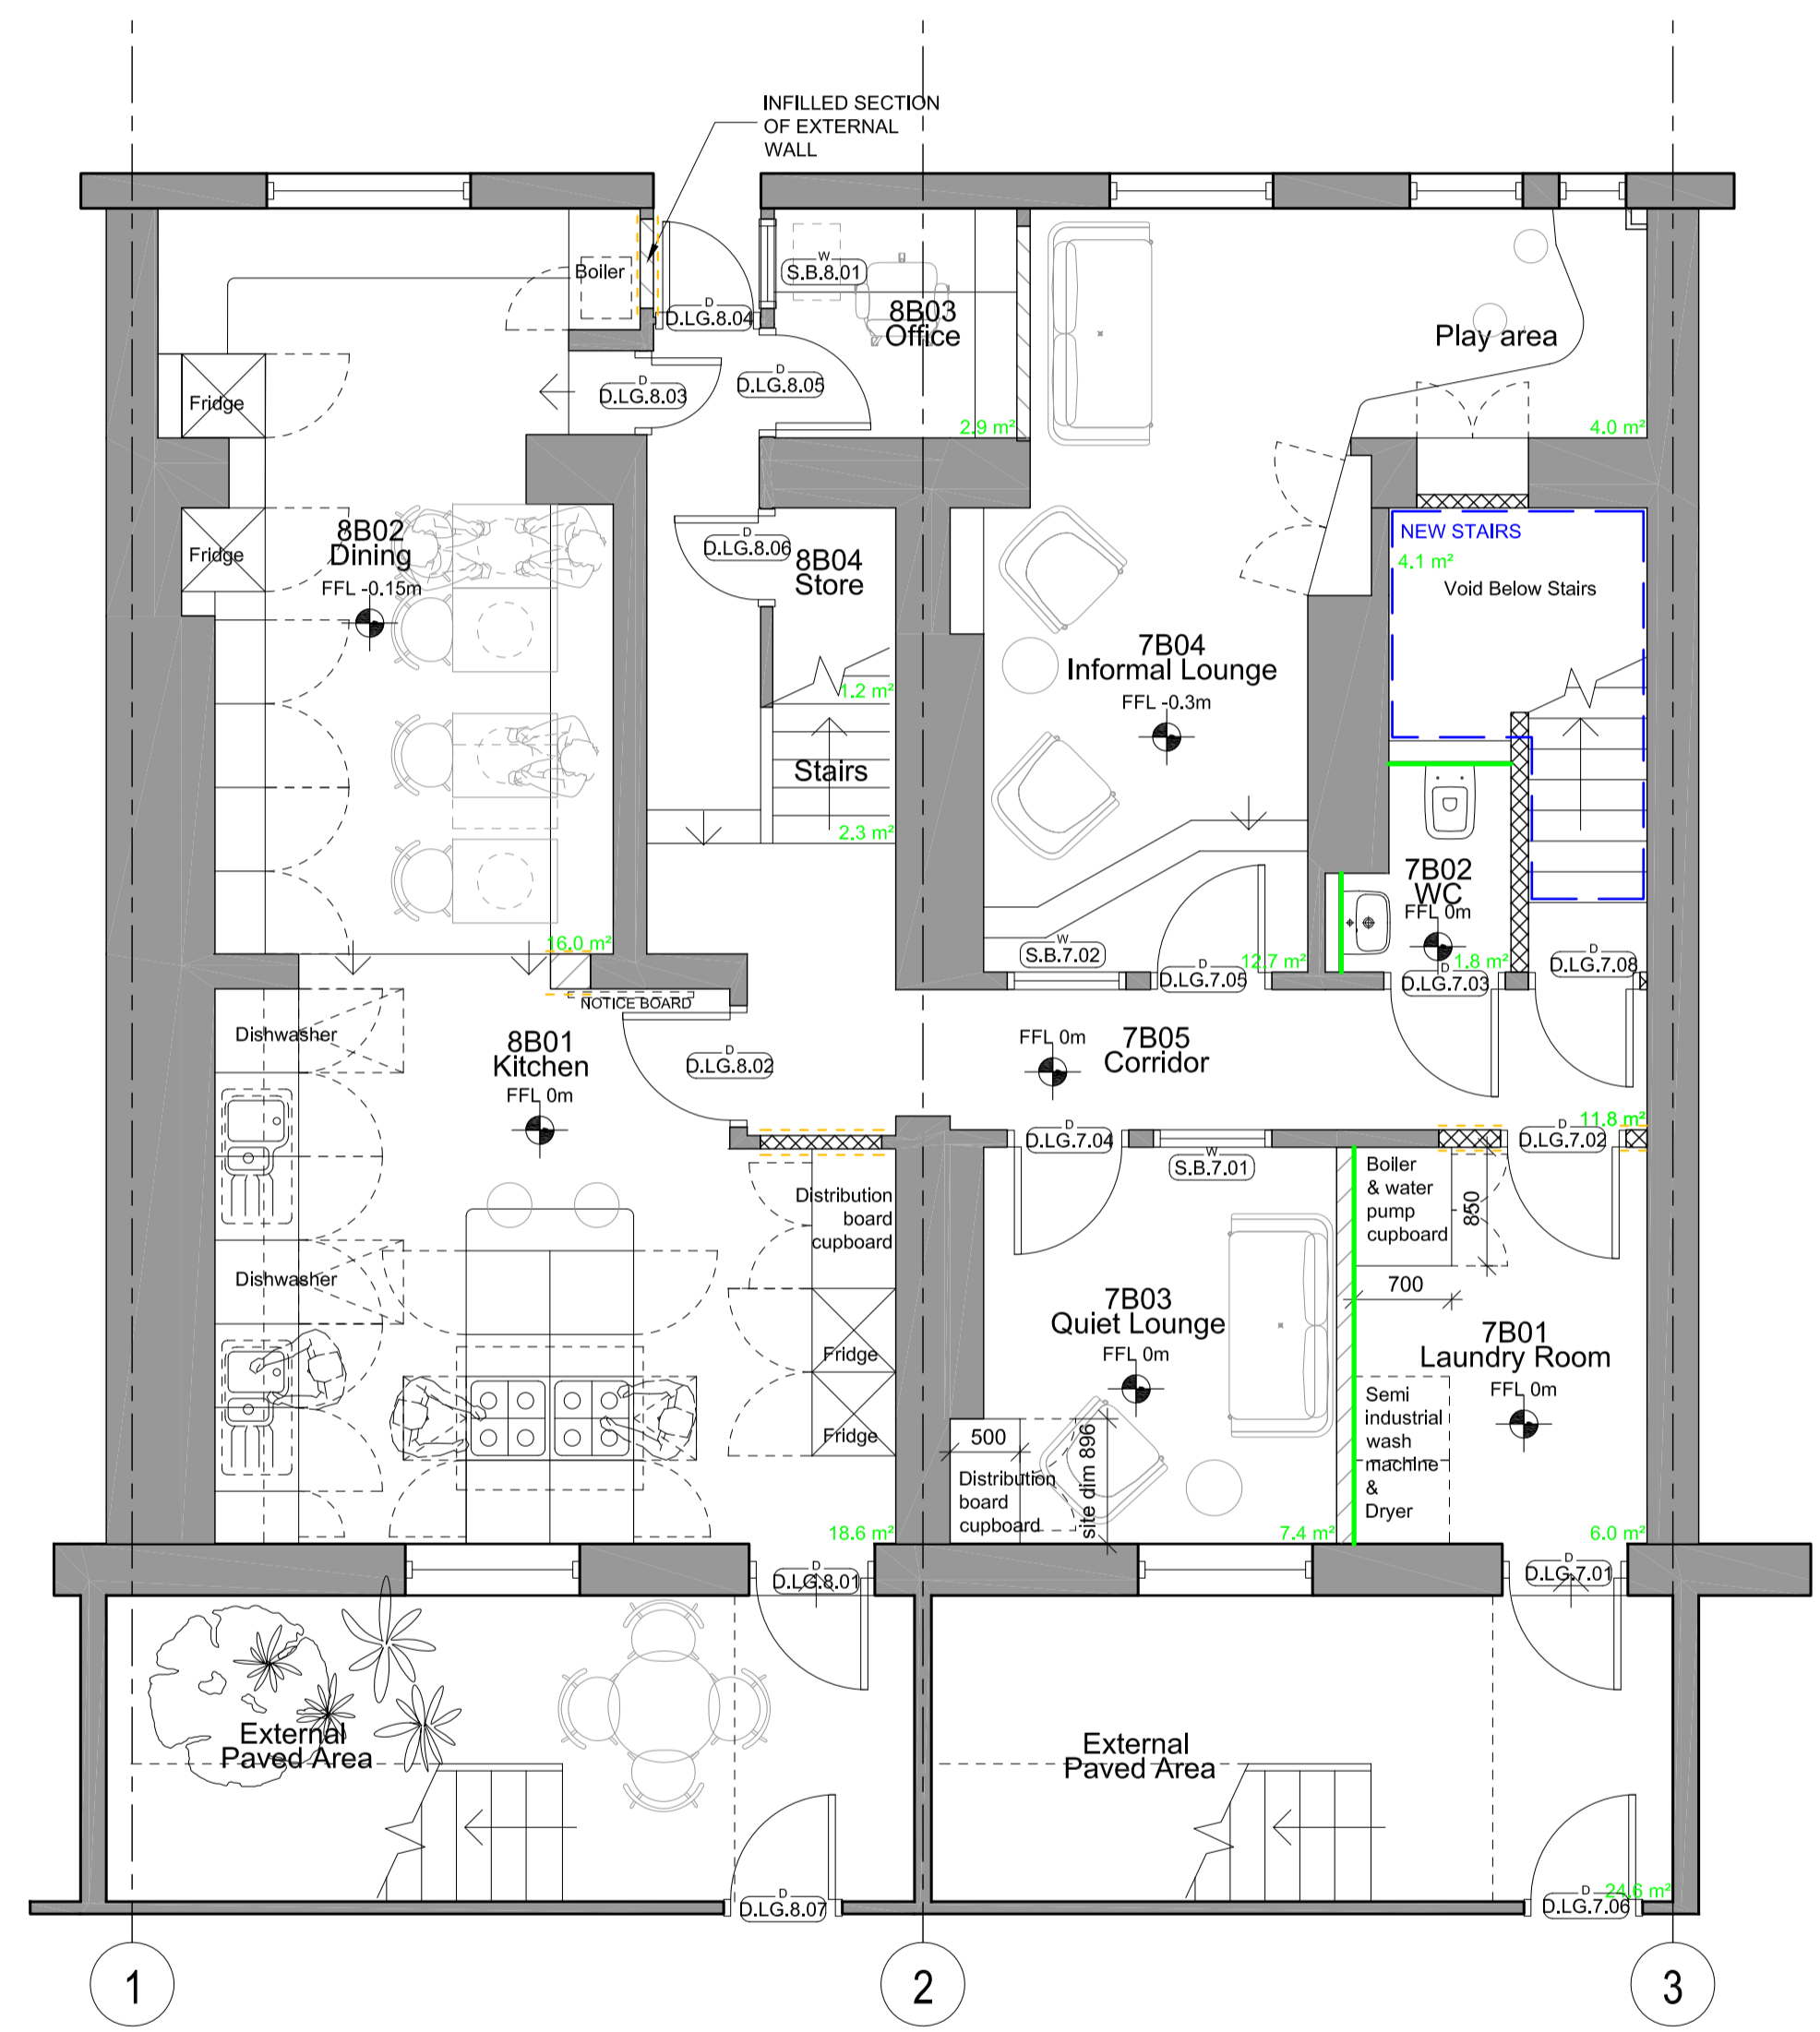 INFILLED SECTION
OF EXTERNAL
WALL
Boiler
W
S.B.8.01
D
D.LG.8.04
8B03
Office
Play area
D
D.LG.8.03
D
D.LG.8.05
Fridge
2.9 m²
4.0 m²
8B02
Dining
FFL -0.15m
Fridge
D
D.LG.8.06
8B04
Store
NEW STAIRS
4.1 m²
Void Below Stairs
7B04
Informal Lounge
FFL -0.3m
1.2 m²
Stairs
2.3 m²
7B02
WC
FFL 0m
16.0 m²
W
S.B.7.02
12.7 m²
D
D.LG.7.05
1.8 m²
D
D.LG.7.03
D
D.LG.7.08
NOTICE BOARD
Dishwasher
8B01
Kitchen
FFL 0m
D
D.LG.8.02
FFL 0m
7B05
Corridor
11.8 m²
D
D.LG.7.04
W
S.B.7.01
D
D.LG.7.02
Distribution
board
cupboard
Boiler
& water
pump
cupboard
850
700
Dishwasher
7B03
Quiet Lounge
FFL 0m
7B01
Laundry Room
FFL 0m
Fridge
Fridge
500
Distribution
board
cupboard
site dim 896
Semi
industrial
wash
machine
&
Dryer
18.6 m²
7.4 m²
6.0 m²
D
D.LG.8.01
D
D.LG.7.01
External
Paved Area
External
Paved Area
24.6 m²
D
D.LG.8.07
D
D.LG.7.06
1
2
3